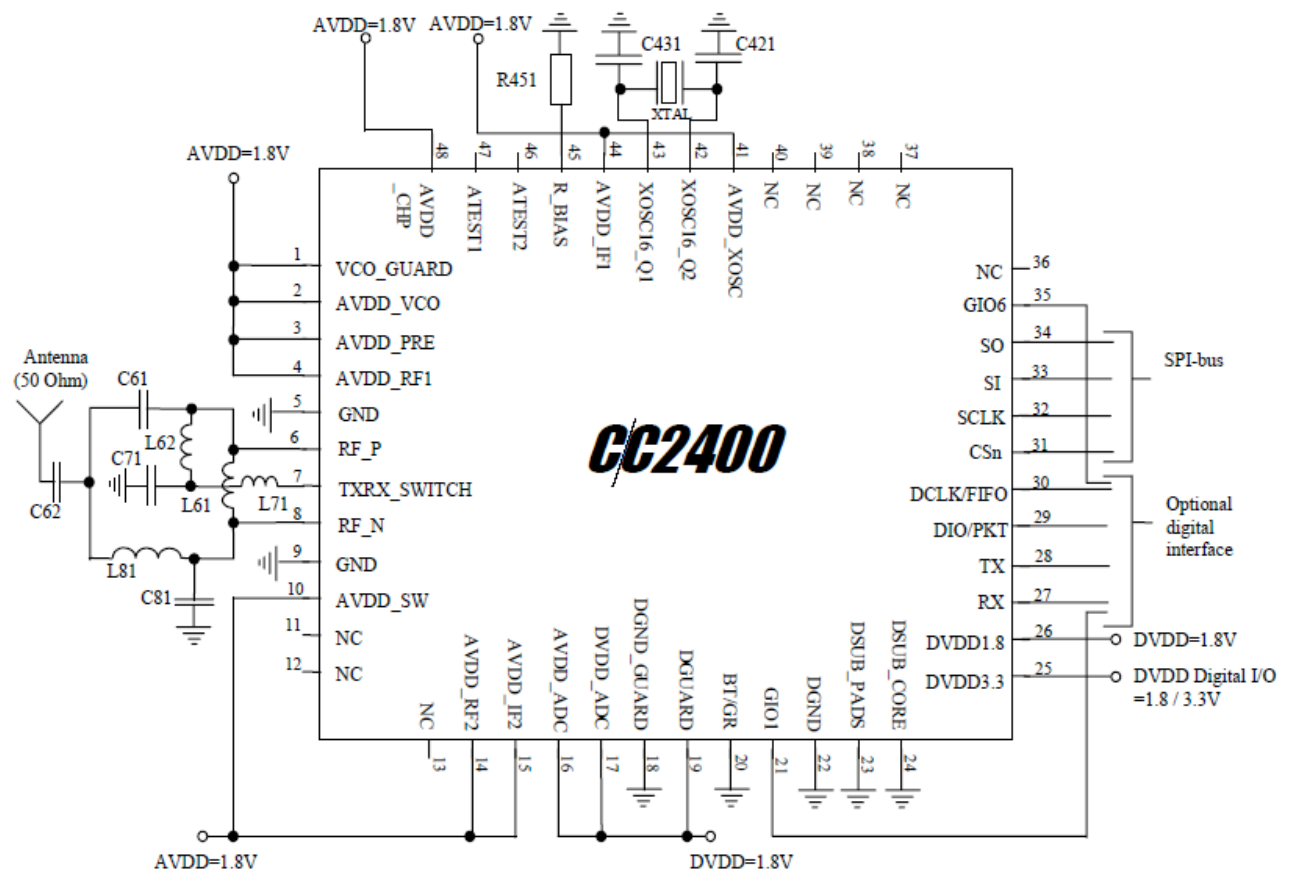 AVDD=1.8V
AVDD=1.8V
C431
C421
R451
XTAL
AVDD=1.8V
48
47
46
45
44
43
42
41
40
39
38
37
AVDD
_CHP
ATEST1
ATEST2
R_BIAS
AVDD_IF1
XOSC16_Q1
XOSC16_Q2
AVDD_XOSC
NC
NC
NC
NC
1
VCO_GUARD
2
AVDD_VCO
3
AVDD_PRE
4
AVDD_RF1
5
GND
6
RF_P
7
TXRX_SWITCH
8
RF_N
9
GND
10
AVDD_SW
11
NC
12
NC
Antenna
(50 Ohm)
C61
L62
C71
L61
L71
C62
L81
C81
CC2400
NC
36
GIO6
35
SO
34
SI
33
SCLK
32
CSn
31
DCLK/FIFO
30
DIO/PKT
29
TX
28
RX
27
DVDD1.8
26
DVDD3.3
25
SPI-bus
Optional
digital
interface
DVDD=1.8V
DVDD Digital I/O
=1.8 / 3.3V
NC
AVDD_RF2
AVDD_IF2
AVDD_ADC
DVDD_ADC
DGND_GUARD
DGUARD
BT/GR
GIO1
DGND
DSUB_PADS
DSUB_CORE
13
14
15
16
17
18
19
20
21
22
23
24
AVDD=1.8V
DVDD=1.8V